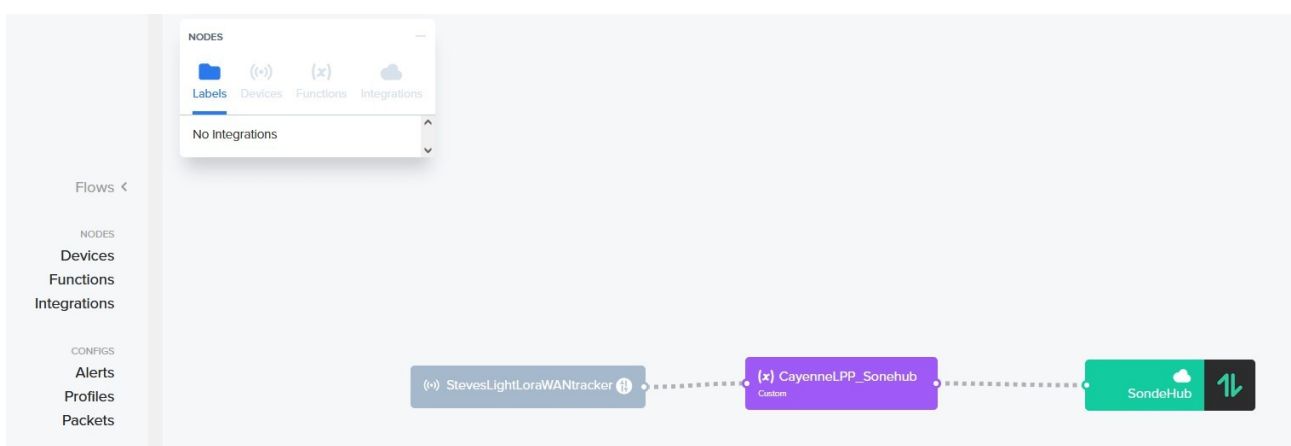 NODES
Labels Devices Functions Integrations
No Integrations
Flows <
NODES
Devices
Functions
Integrations
CONFIGS
Alerts
Profiles
Packets
StevesLightLoraWANtracker
(x) CayenneLPP_Sonehub
Custom
SondeHub